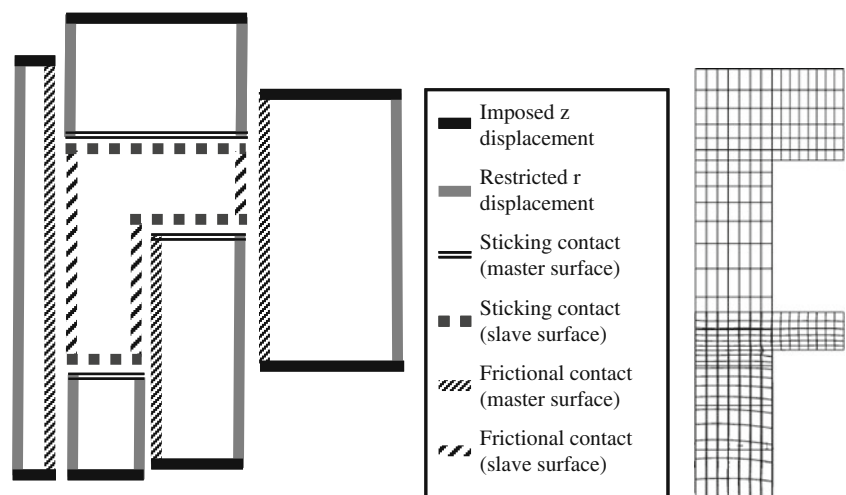 Imposed z
displacement
Restricted r
displacement
Sticking contact
(master surface)
Sticking contact
(slave surface)
Frictional contact
(master surface)
Frictional contact
(slave surface)